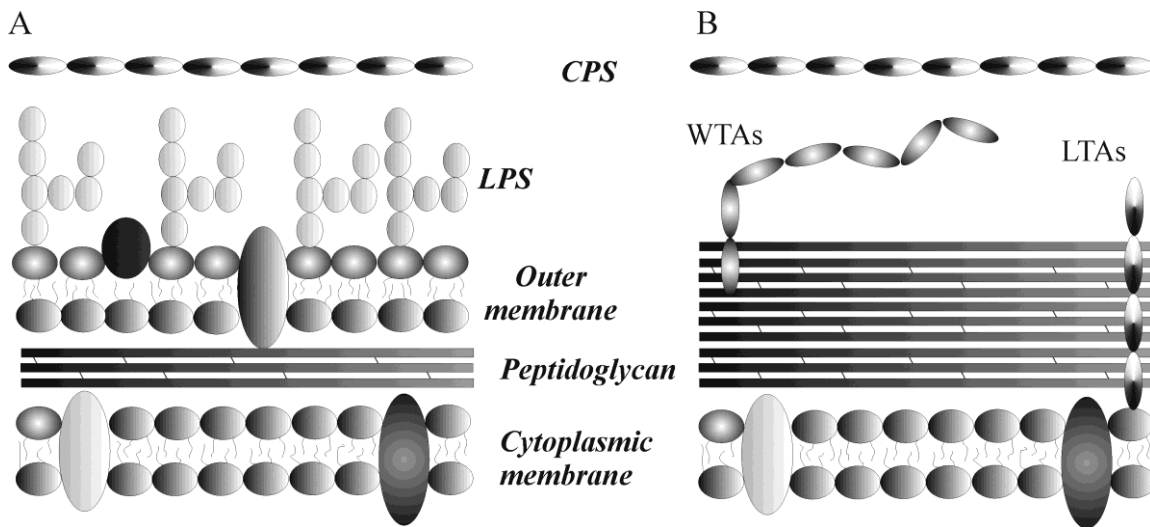 A
B
CPS
WTAs
LTAs
LPS
Outer
membrane
Peptidoglycan
Cytoplasmic
membrane